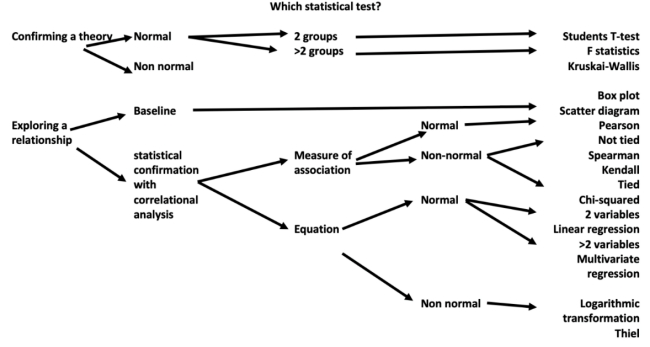 Which statistical test?
Confirming a theory
Normal
2 groups
Students T-test
>2 groups
F statistics
Non normal
Kruskai-Wallis
Exploring a
relationship
Baseline
Box plot
Scatter diagram
statistical
confirmation
with
correlational
analysis
Measure of
association
Normal
Pearson
Non-normal
Not tied
Spearman
Kendall
Tied
Chi-squared
Equation
Normal
2 variables
Linear regression
>2 variables
Multivariate
regression
Non normal
Logarithmic
transformation
Thiel